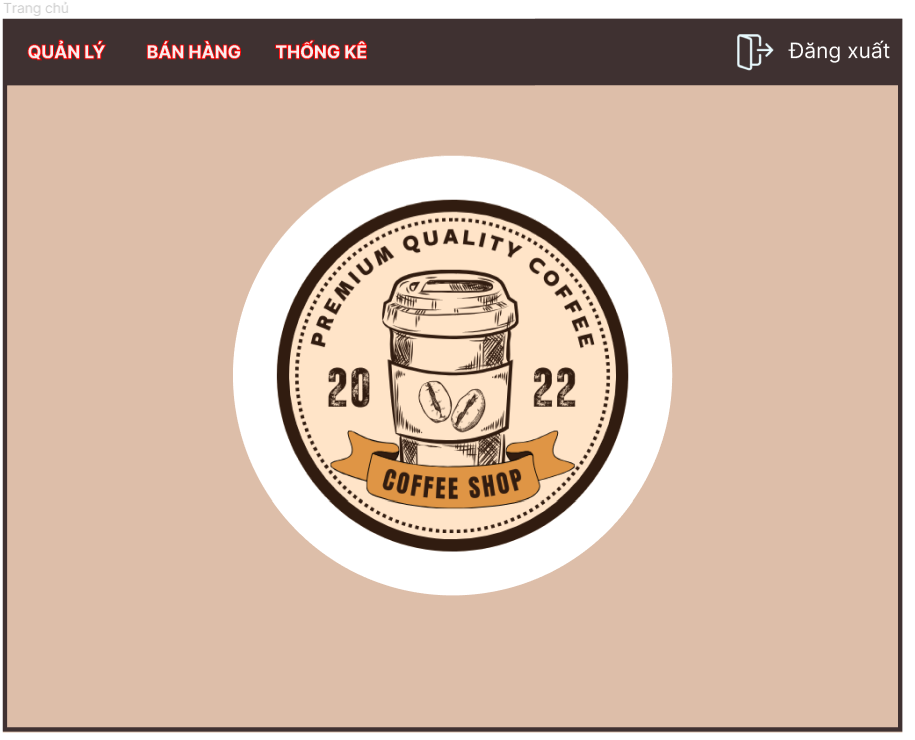 Trang chủ
QUẢN LÝ
BÁN HÀNG
THỐNG KÊ
Đăng xuất
PREMIUM QUALITY COFFEE
20
22
COFFEE SHOP